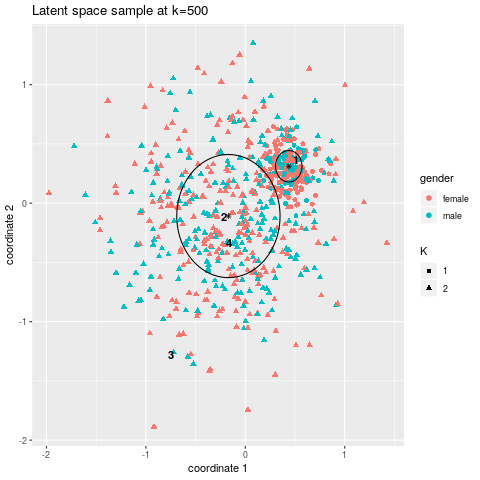 Latent space sample at k=500
coordinate 2
1
0
-1
-2
1
2
4
3
-2
-1
0
1
coordinate 1
gender
female
male
K
1
2